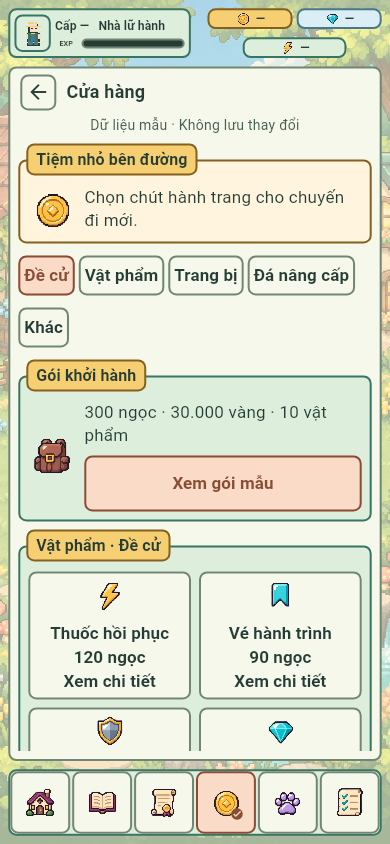 Cấp — Nhà lữ hành
EXP
—
—
—
Cửa hàng
Dữ liệu mẫu · Không lưu thay đổi
Tiệm nhỏ bên đường
Chọn chút hành trang cho chuyến
đi mới.
Đề cử
Vật phẩm
Trang bị
Đá nâng cấp
Khác
Gói khởi hành
300 ngọc · 30.000 vàng · 10 vật
phẩm
Xem gói mẫu
Vật phẩm · Đề cử
Thuốc hồi phục
120 ngọc
Xem chi tiết
Vé hành trình
90 ngọc
Xem chi tiết